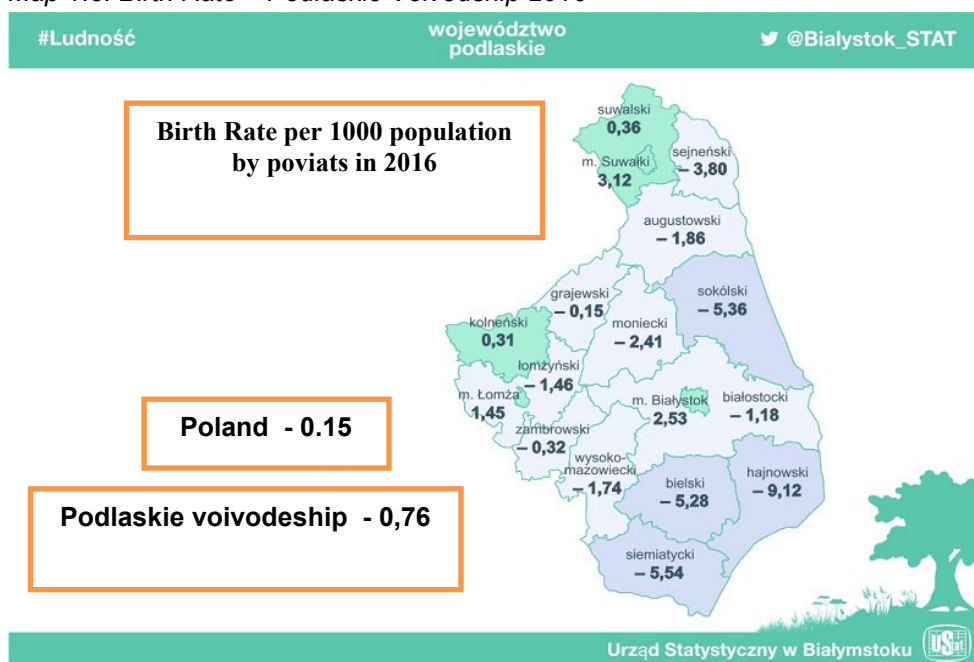 #Ludność
województwo
podlaskie
@Bialystok_STAT
Birth Rate per 1000 population
by poviats in 2016
suwalski
0,36
m. Suwałki
3,12
sejneński
– 3,80
augustowski
– 1,86
sokólski
– 5,36
grajewski
– 0,15
moniecki
– 2,41
kolneński
0,31
łomżyński
– 1,46
m. Łomża
1,45
m. Białystok
2,53
białostocki
– 1,18
zambrowski
– 0,32
wysoko-
mazowiecki
– 1,74
bielski
– 5,28
hajnowski
– 9,12
siemiatycki
– 5,54
Poland - 0.15
Podlaskie voivodeship - 0,76
Urząd Statystyczny w Białymstoku
UStat